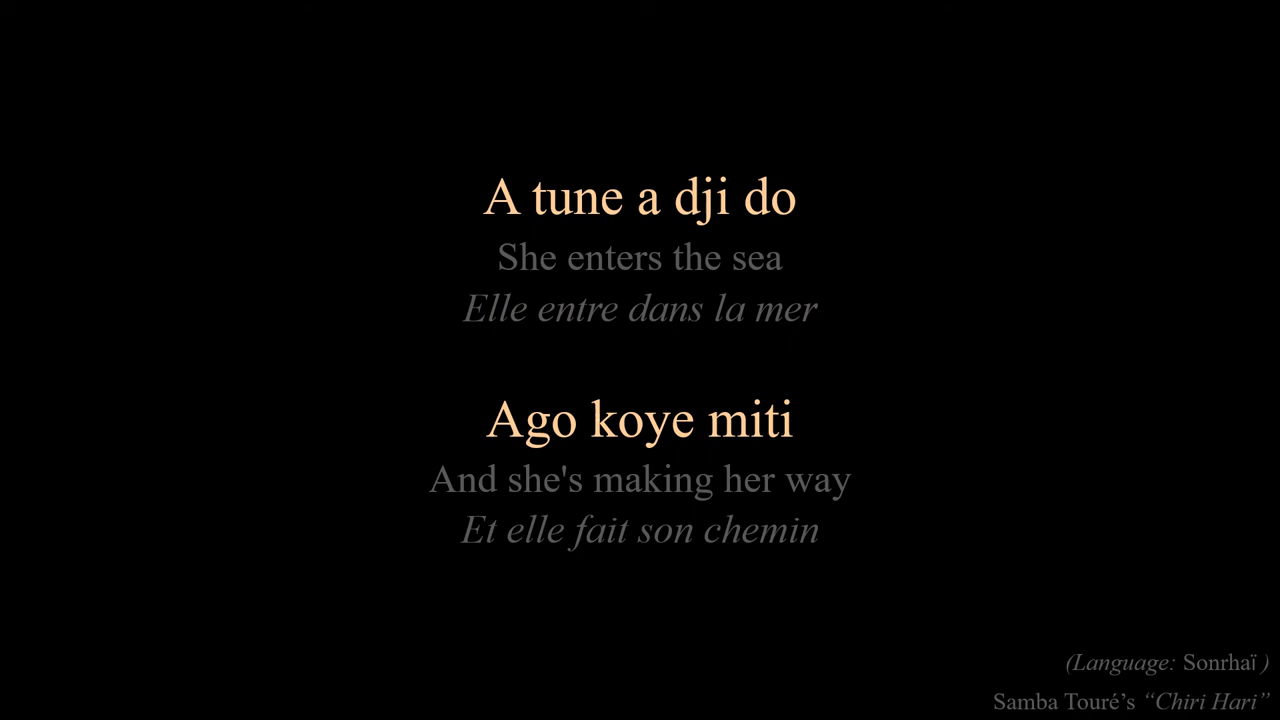 A tune a dji do
She enters the sea
Elle entre dans la mer
Ago koye miti
And she's making her way
Et elle fait son chemin
(Language: Sonrhaï )
Samba Touré’s “Chiri Hari”